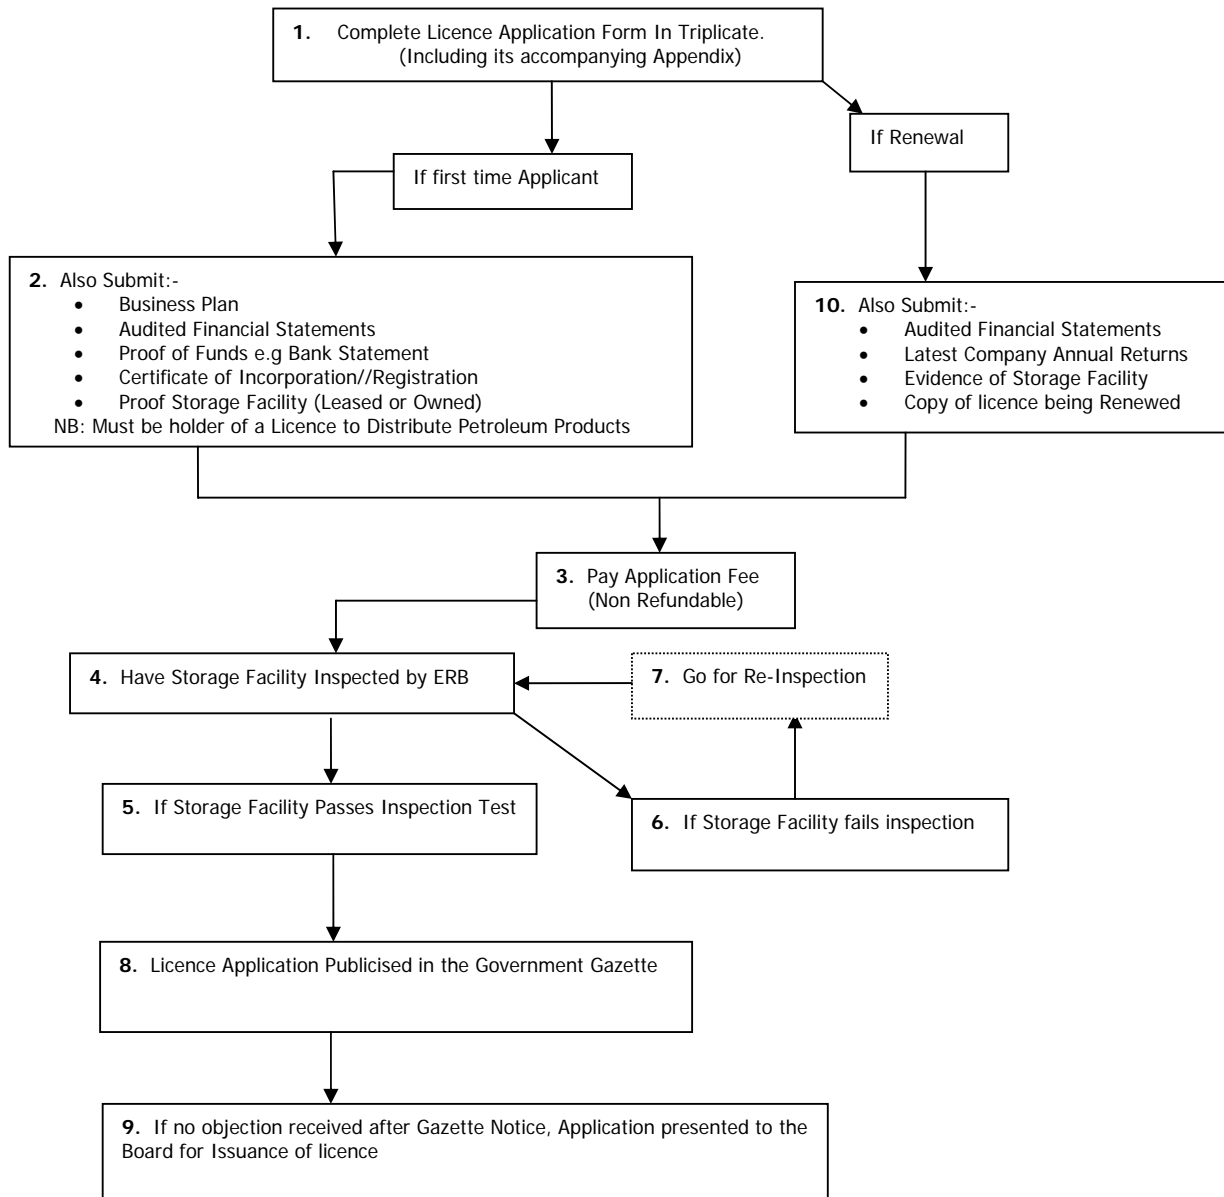 1. Complete Licence Application Form In Triplicate.
(Including its accompanying Appendix)
If Renewal
If first time Applicant
2. Also Submit:-
• Business Plan
• Audited Financial Statements
• Proof of Funds e.g Bank Statement
• Certificate of Incorporation//Registration
• Proof Storage Facility (Leased or Owned)
NB: Must be holder of a Licence to Distribute Petroleum Products
10. Also Submit:-
• Audited Financial Statements
• Latest Company Annual Returns
• Evidence of Storage Facility
• Copy of licence being Renewed
3. Pay Application Fee
(Non Refundable)
4. Have Storage Facility Inspected by ERB
7. Go for Re-Inspection
5. If Storage Facility Passes Inspection Test
6. If Storage Facility fails inspection
8. Licence Application Publicised in the Government Gazette
9. If no objection received after Gazette Notice, Application presented to the
Board for Issuance of licence